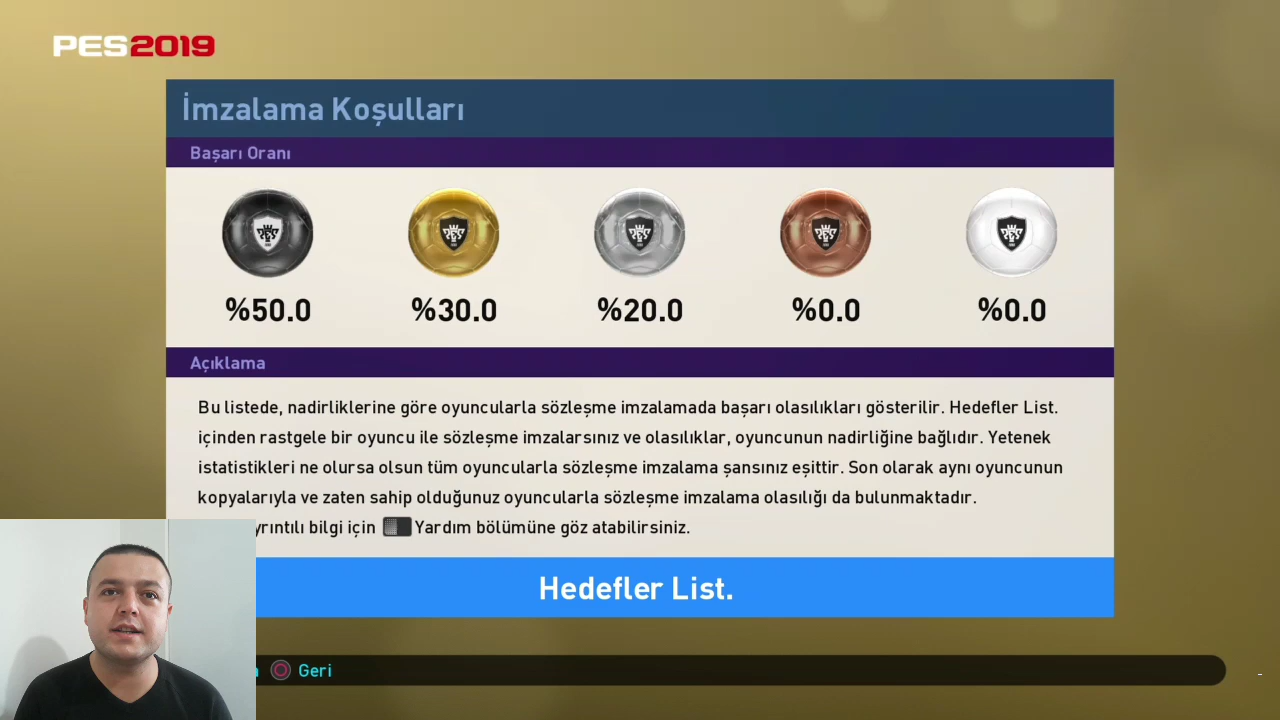 PES2019
İmzalama Koşulları
Başarı Oranı
%50.0 %30.0 %20.0 %0.0 %0.0
Açıklama
Bu listede, nadirliklerine göre oyuncularla sözleşme imzalamada başarı olasılıkları gösterilir. Hedefler List.
içinden rastgele bir oyuncu ile sözleşme imzalarsınız ve olasılıklar, oyuncunun nadirliğine bağlıdır. Yetenek
istatistikleri ne olursa olsun tüm oyuncularla sözleşme imzalama şansınız eşittir. Son olarak aynı oyuncunun
kopyalarıyla ve zaten sahip olduğunuz oyuncularla sözleşme imzalama olasılığı da bulunmaktadır.
yrıntılı bilgi için Yardım bölümüne göz atabilirsiniz.
Hedefler List.
Geri